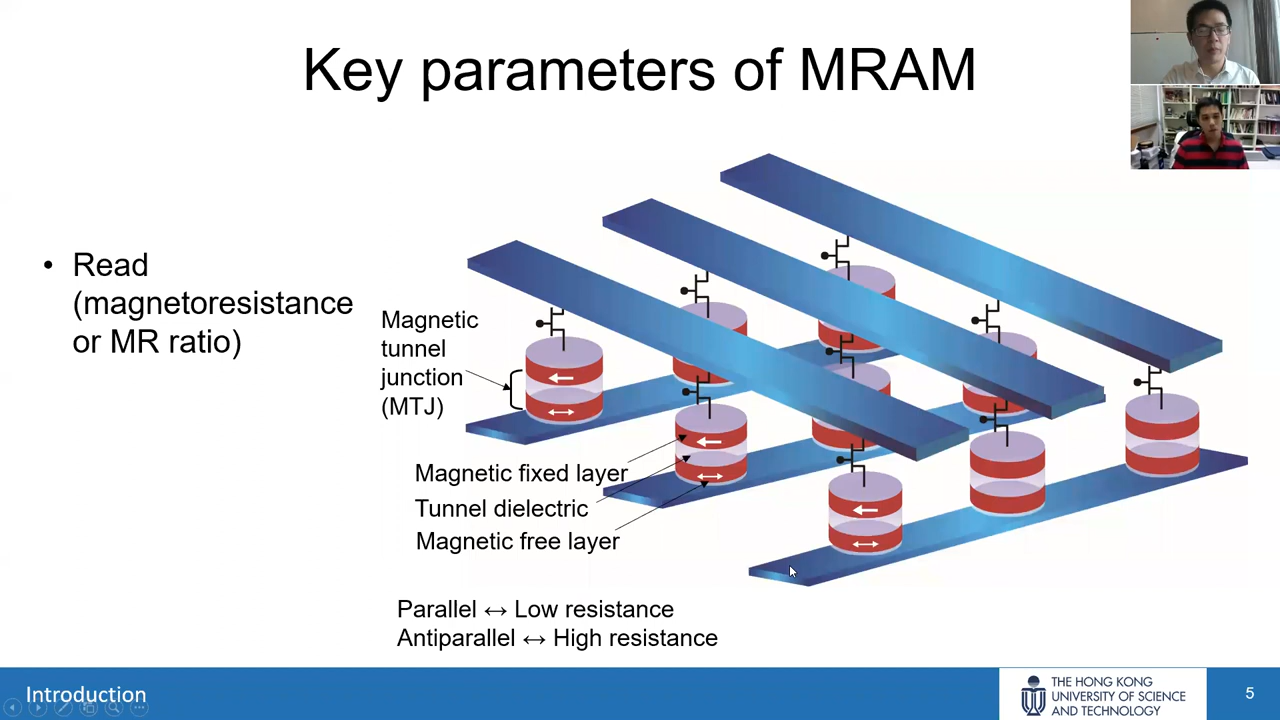 Key parameters of MRAM
• Read
(magnetoresistance
or MR ratio)
Magnetic
tunnel
junction
(MTJ)
Magnetic fixed layer
Tunnel dielectric
Magnetic free layer
Parallel ↔ Low resistance
Antiparallel ↔ High resistance
Introduction
THE HONG KONG
UNIVERSITY OF SCIENCE
AND TECHNOLOGY
5